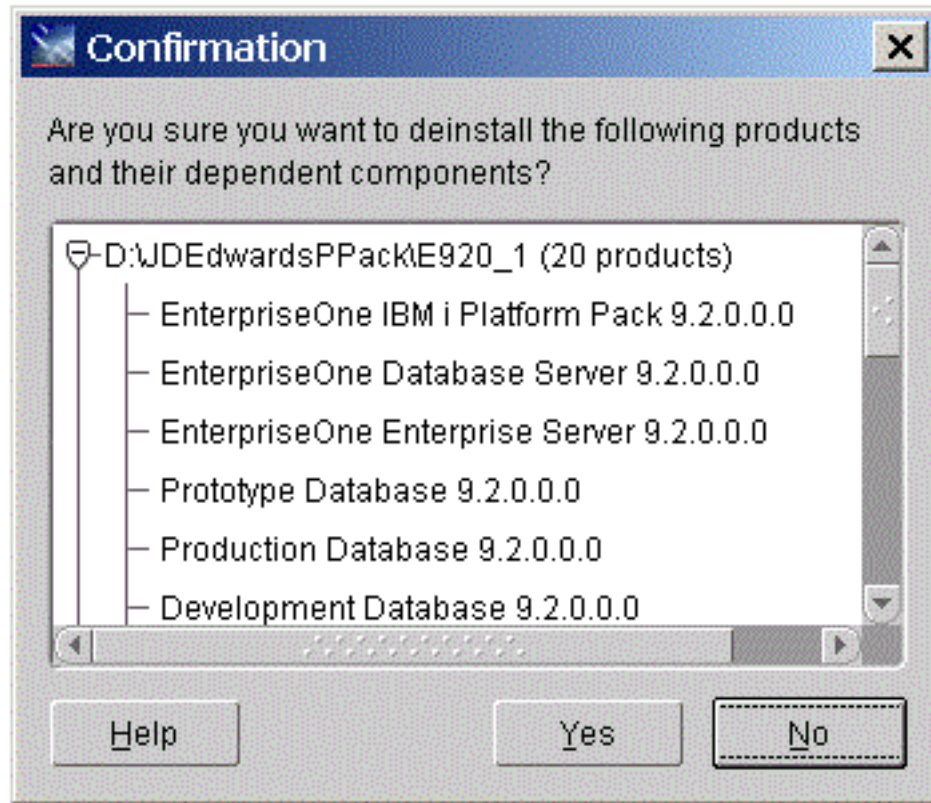 Confirmation
Are you sure you want to deinstall the following products
and their dependent components?
D:\JDEdwardsPPack\E920_1 (20 products)
EnterpriseOne IBM i Platform Pack 9.2.0.0.0
EnterpriseOne Database Server 9.2.0.0.0
EnterpriseOne Enterprise Server 9.2.0.0.0
Prototype Database 9.2.0.0.0
Production Database 9.2.0.0.0
Development Database 9.2.0.0.0
Help Yes No